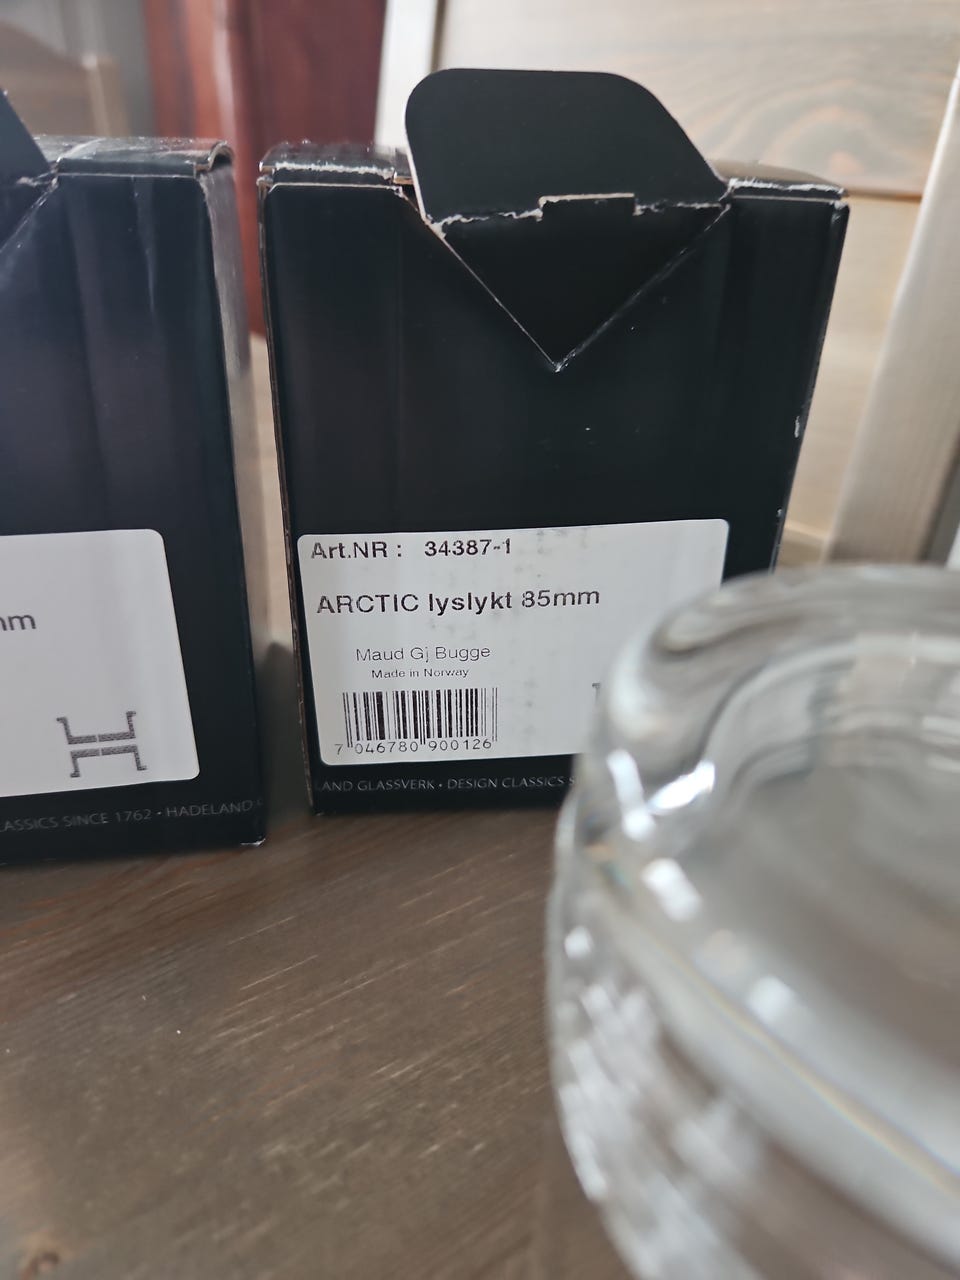 Art.NR : 34387-1
ARCTIC lyslykt 85mm
Maud Gj Bugge
Made in Norway
7 046780 900126
LAND GLASSVERK • DESIGN CLASSICS S
mm
H
ASSICS SINCE 1762 • HADELAND